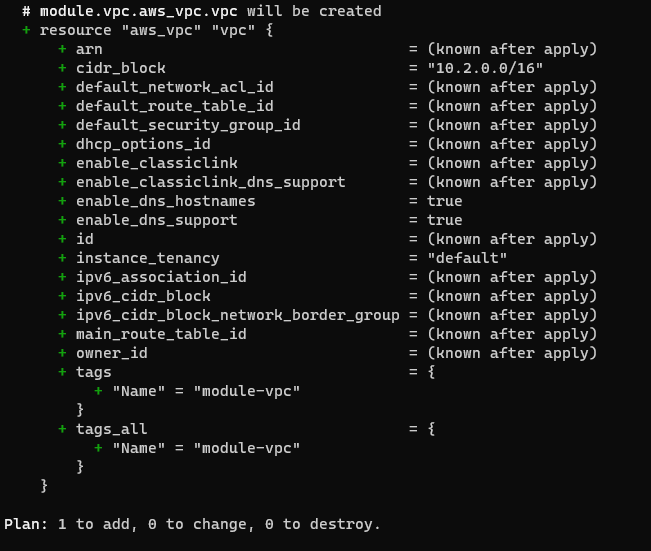 # module.vpc.aws_vpc.vpc will be created
+ resource "aws_vpc" "vpc" {
+ arn = (known after apply)
+ cidr_block = "10.2.0.0/16"
+ default_network_acl_id = (known after apply)
+ default_route_table_id = (known after apply)
+ default_security_group_id = (known after apply)
+ dhcp_options_id = (known after apply)
+ enable_classiclink = (known after apply)
+ enable_classiclink_dns_support = (known after apply)
+ enable_dns_hostnames = true
+ enable_dns_support = true
+ id = (known after apply)
+ instance_tenancy = "default"
+ ipv6_association_id = (known after apply)
+ ipv6_cidr_block = (known after apply)
+ ipv6_cidr_block_network_border_group = (known after apply)
+ main_route_table_id = (known after apply)
+ owner_id = (known after apply)
+ tags = {
+ "Name" = "module-vpc"
}
+ tags_all = {
+ "Name" = "module-vpc"
}
}
Plan: 1 to add, 0 to change, 0 to destroy.